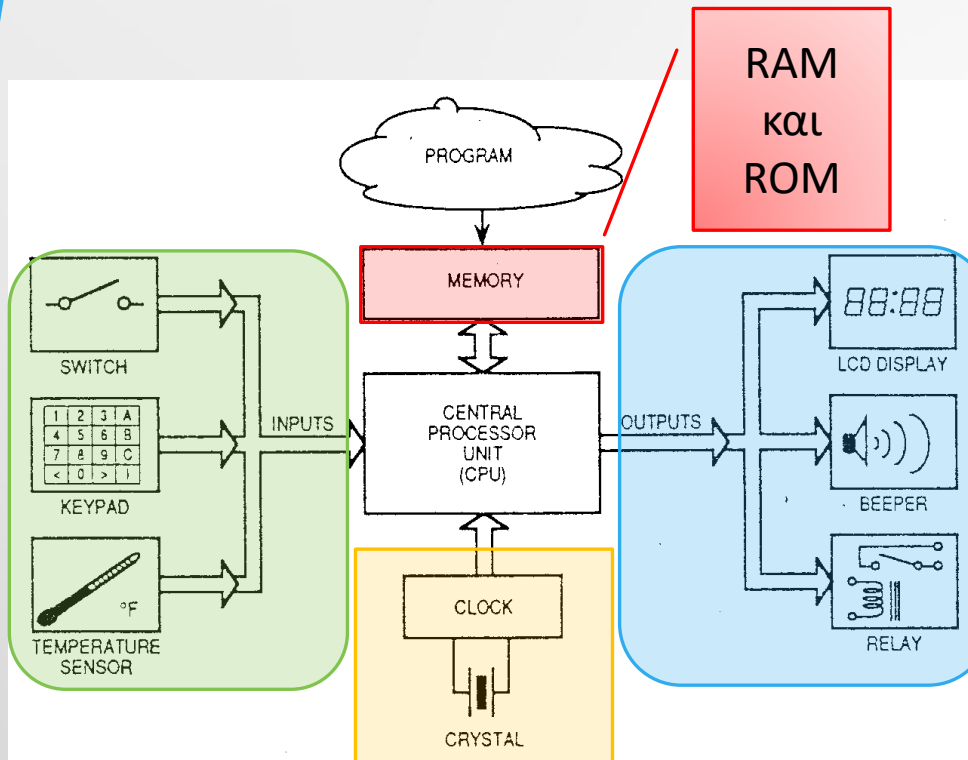 RAM
και
ROM
PROGRAM
MEMORY
SWITCH
1 2 3 A
4 5 6 B
7 8 9 C
< 0 > )
KEYPAD
°F
TEMPERATURE
SENSOR
INPUTS
CENTRAL
PROCESSOR
UNIT
(CPU)
OUTPUTS
CLOCK
CRYSTAL
88:88
LCD DISPLAY
BEEPER
RELAY